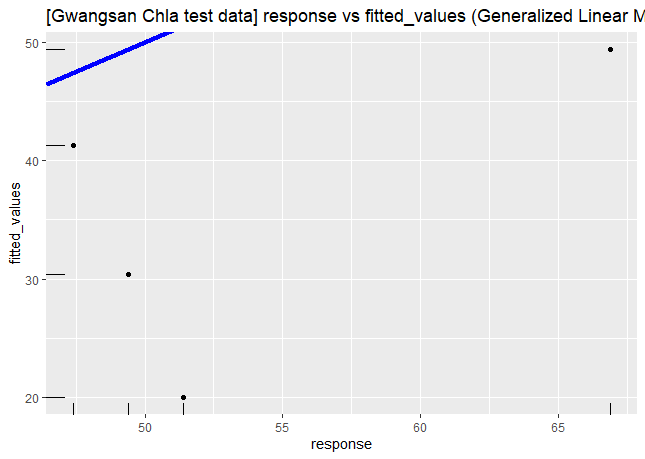 [Gwangsan Chla test data] response vs fitted_values (Generalized Linear M
50
40
30
20
fitted_values
50
55
60
65
response